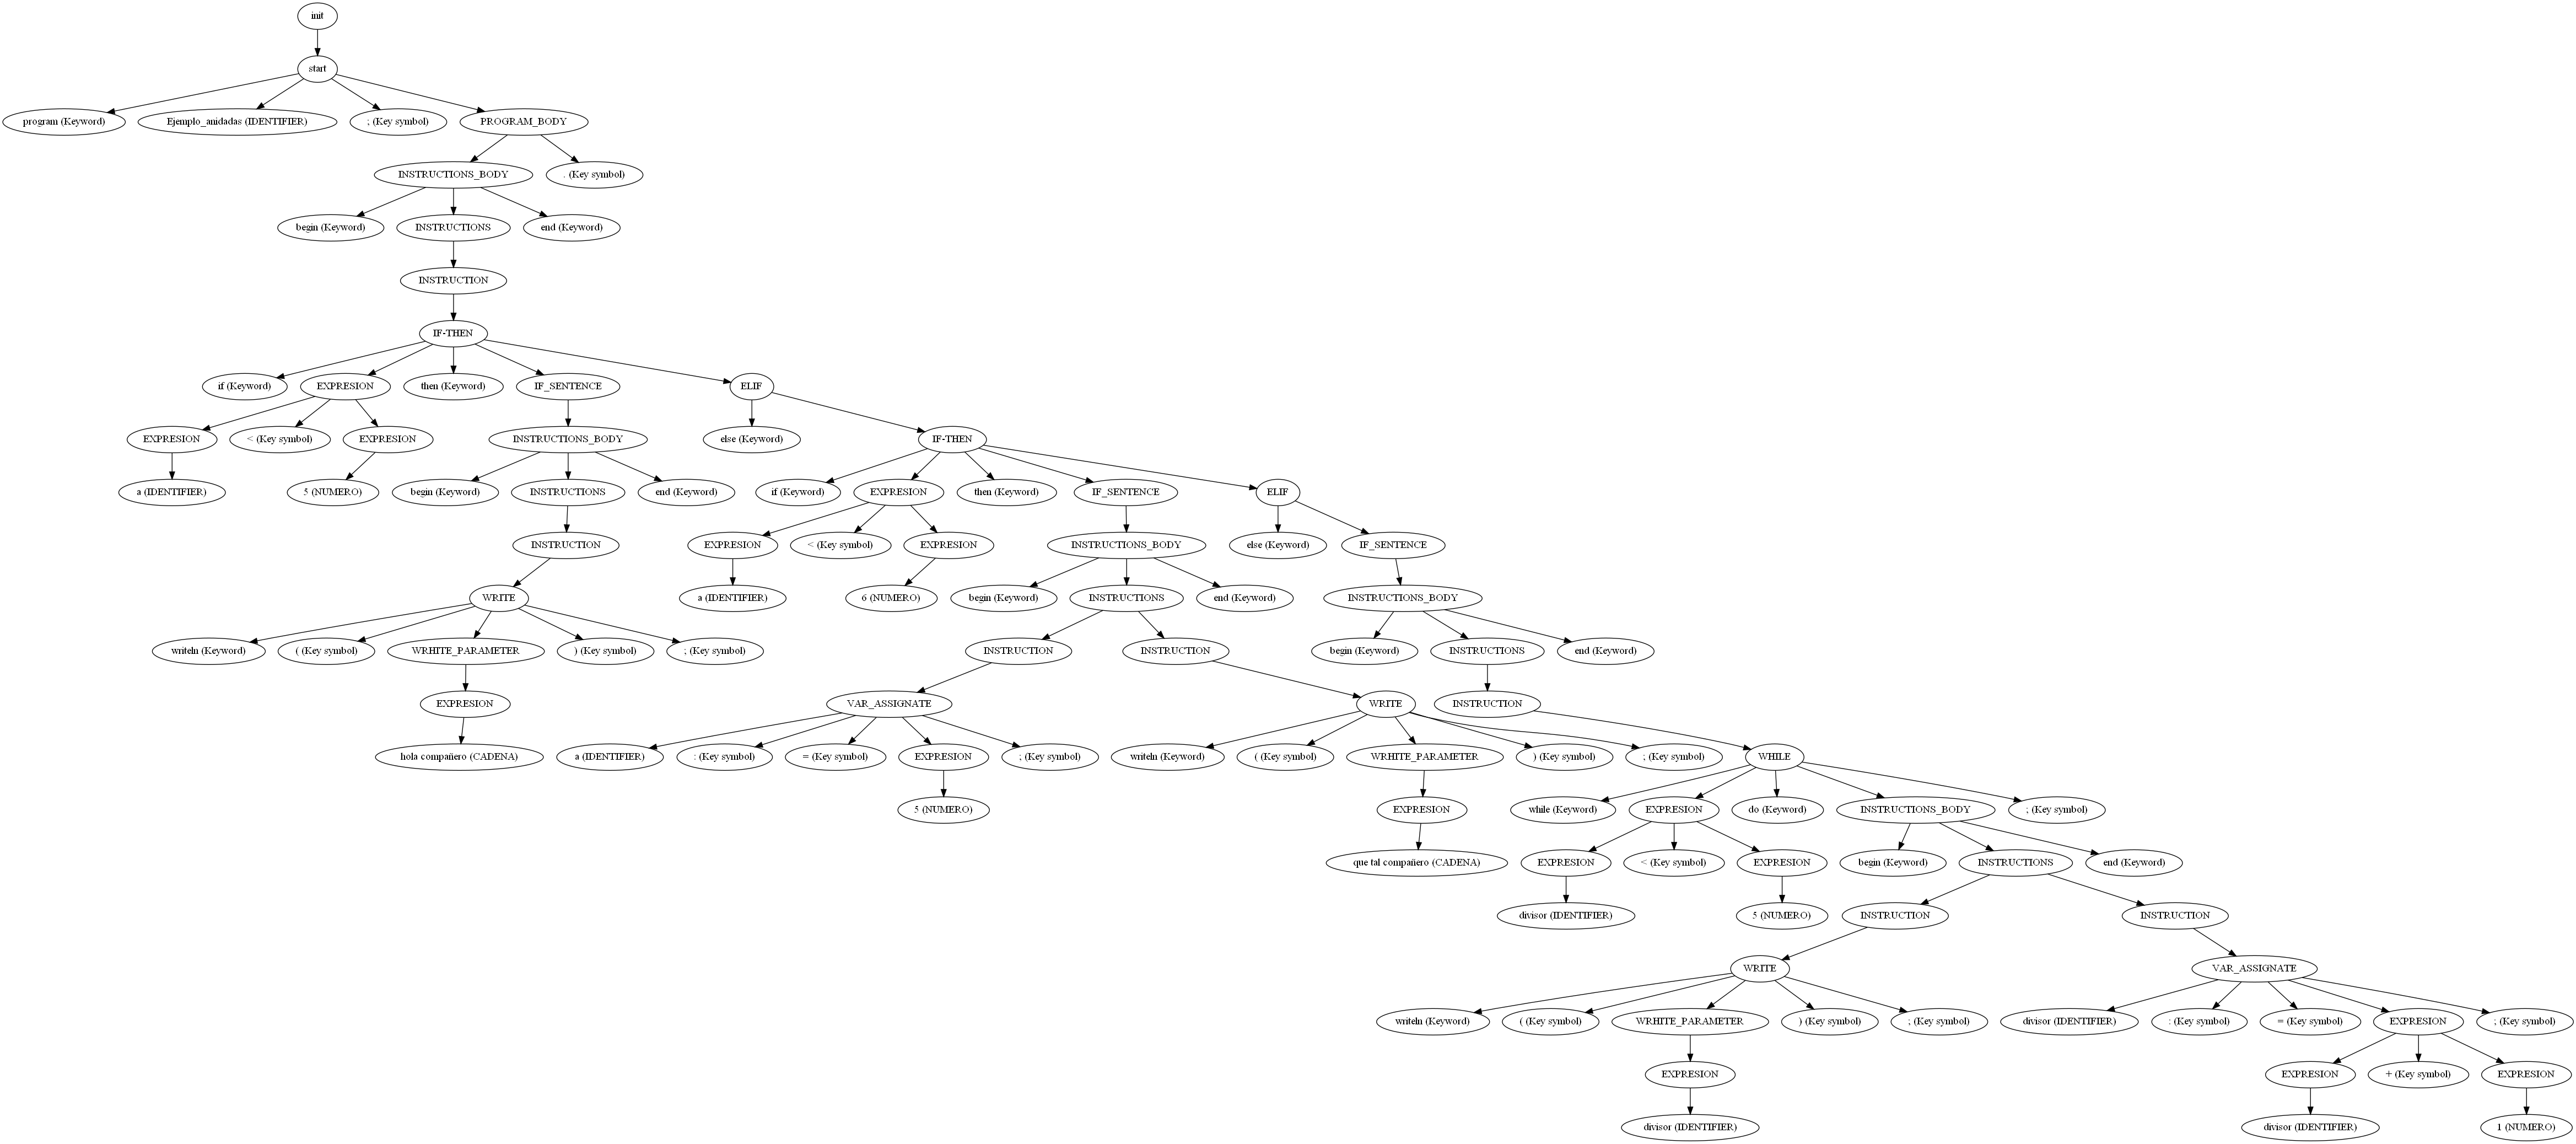 init
start
program (Keyword)
Ejemplo_anidadas (IDENTIFIER)
; (Key symbol)
PROGRAM_BODY
INSTRUCTIONS_BODY
. (Key symbol)
begin (Keyword)
INSTRUCTIONS
end (Keyword)
INSTRUCTION
IF-THEN
if (Keyword)
EXPRESION
then (Keyword)
IF_SENTENCE
ELIF
EXPRESION
< (Key symbol)
EXPRESION
INSTRUCTIONS_BODY
else (Keyword)
IF-THEN
a (IDENTIFIER)
5 (NUMERO)
begin (Keyword)
INSTRUCTIONS
end (Keyword)
if (Keyword)
EXPRESION
then (Keyword)
IF_SENTENCE
ELIF
INSTRUCTION
EXPRESION
< (Key symbol)
EXPRESION
INSTRUCTIONS_BODY
else (Keyword)
IF_SENTENCE
WRITE
a (IDENTIFIER)
6 (NUMERO)
begin (Keyword)
INSTRUCTIONS
end (Keyword)
INSTRUCTIONS_BODY
writeln (Keyword)
( (Key symbol)
WRHITE_PARAMETER
) (Key symbol)
; (Key symbol)
INSTRUCTION
INSTRUCTION
begin (Keyword)
INSTRUCTIONS
end (Keyword)
EXPRESION
VAR_ASSIGNATE
WRITE
INSTRUCTION
hola compañero (CADENA)
a (IDENTIFIER)
: (Key symbol)
= (Key symbol)
EXPRESION
; (Key symbol)
writeln (Keyword)
( (Key symbol)
WRHITE_PARAMETER
) (Key symbol)
; (Key symbol)
WHILE
5 (NUMERO)
EXPRESION
while (Keyword)
EXPRESION
do (Keyword)
INSTRUCTIONS_BODY
; (Key symbol)
que tal compañero (CADENA)
EXPRESION
< (Key symbol)
EXPRESION
begin (Keyword)
INSTRUCTIONS
end (Keyword)
divisor (IDENTIFIER)
5 (NUMERO)
INSTRUCTION
INSTRUCTION
WRITE
VAR_ASSIGNATE
writeln (Keyword)
( (Key symbol)
WRHITE_PARAMETER
) (Key symbol)
; (Key symbol)
divisor (IDENTIFIER)
: (Key symbol)
= (Key symbol)
EXPRESION
; (Key symbol)
EXPRESION
EXPRESION
+ (Key symbol)
EXPRESION
divisor (IDENTIFIER)
divisor (IDENTIFIER)
1 (NUMERO)